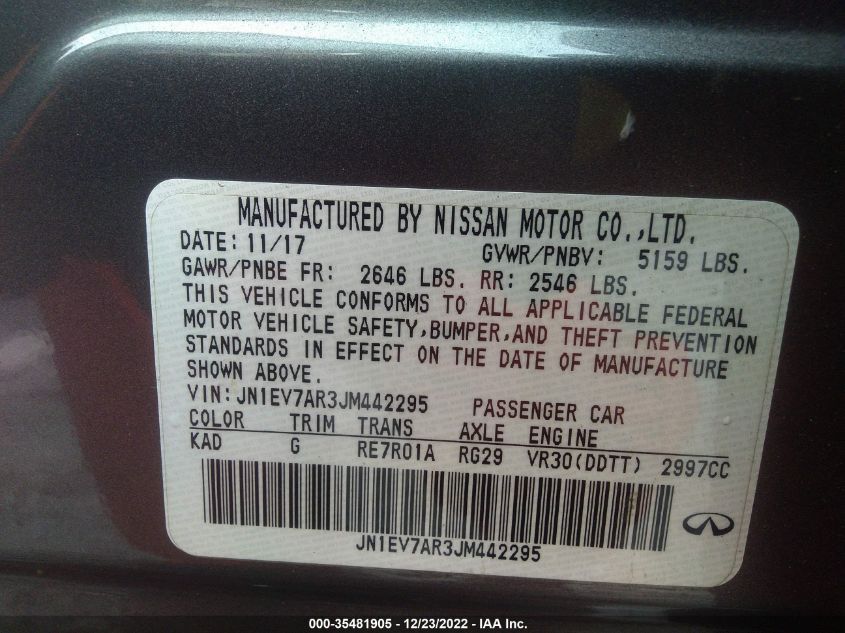 MANUFACTURED BY NISSAN MOTOR CO.,LTD.
DATE: 11/17 GVWR/PNBV: 5159 LBS.
GAWR/PNBE FR: 2646 LBS. RR: 2546 LBS.
THIS VEHICLE CONFORMS TO ALL APPLICABLE FEDERAL
MOTOR VEHICLE SAFETY,BUMPER,AND THEFT PREVENTION
STANDARDS IN EFFECT ON THE DATE OF MANUFACTURE
SHOWN ABOVE.
VIN: JN1EV7AR3JM442295 PASSENGER CAR
COLOR TRIM TRANS AXLE ENGINE
KAD G RE7R01A RG29 VR30(DDTT) 2997CC
JN1EV7AR3JM442295
000-35481905 - 12/23/2022 - IAA Inc.